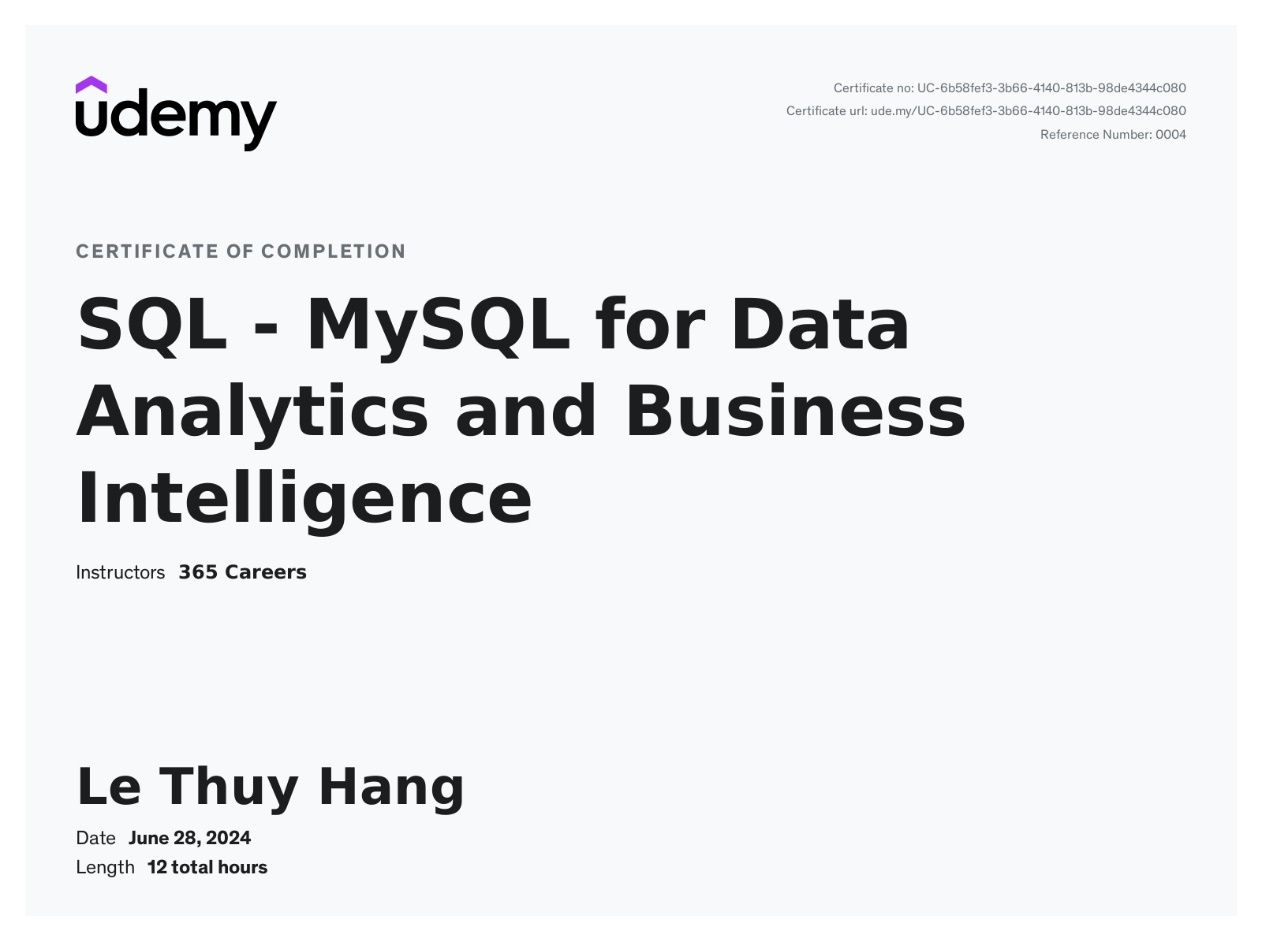 udemy
Certificate no: UC-6b58fef3-3b66-4140-813b-98de4344c080
Certificate url: ude.my/UC-6b58fef3-3b66-4140-813b-98de4344c080
Reference Number: 0004
CERTIFICATE OF COMPLETION
SQL - MySQL for Data
Analytics and Business
Intelligence
Instructors 365 Careers
Le Thuy Hang
Date June 28, 2024
Length 12 total hours